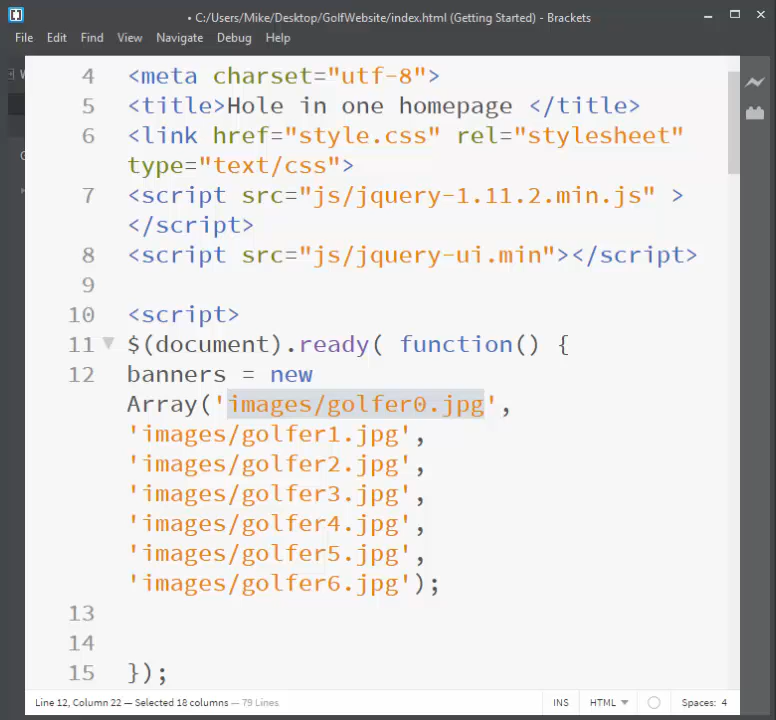 • C:/Users/Mike/Desktop/GolfWebsite/index.html (Getting Started) - Brackets
File Edit Find View Navigate Debug Help
4 <meta charset="utf-8">
5 <title>Hole in one homepage </title>
6 <link href="style.css" rel="stylesheet"
type="text/css">
7 <script src="js/jquery-1.11.2.min.js" >
</script>
8 <script src="js/jquery-ui.min"></script>
9
10 <script>
11 $(document).ready( function() {
12 banners = new
Array('images/golfer0.jpg',
'images/golfer1.jpg',
'images/golfer2.jpg',
'images/golfer3.jpg',
'images/golfer4.jpg',
'images/golfer5.jpg',
'images/golfer6.jpg');
13
14
15 });
Line 12, Column 22 — Selected 18 columns — 79 Lines INS HTML Spaces: 4